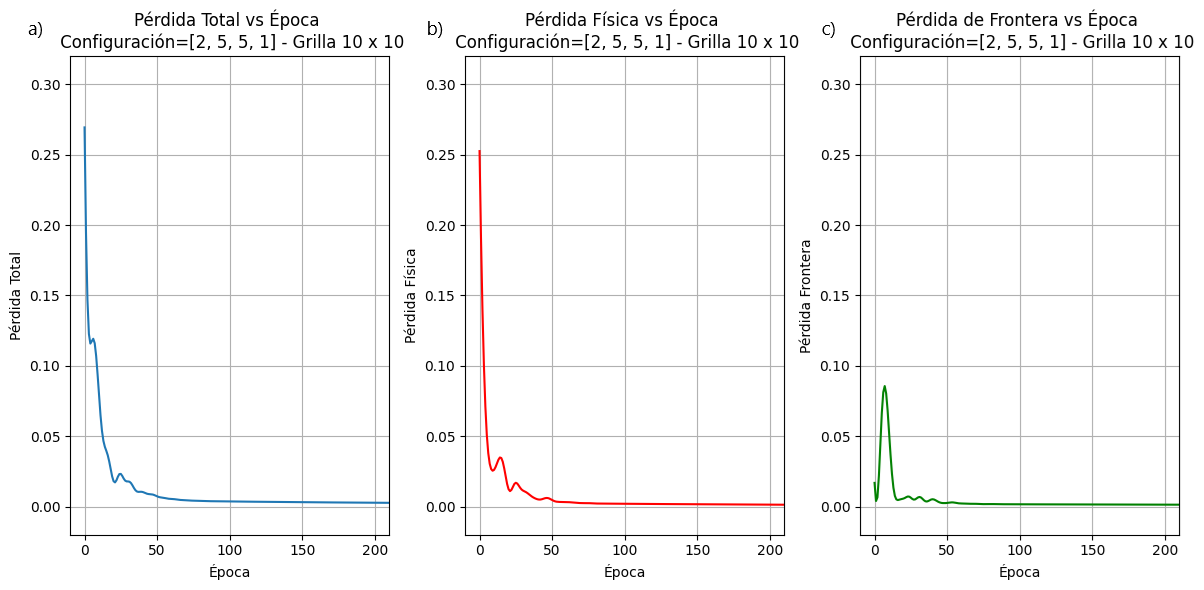 a)
Pérdida Total vs Época
Configuración=[2, 5, 5, 1] - Grilla 10 x 10
0.30
0.25
0.20
0.15
0.10
0.05
0.00
Pérdida Total
0
50
100
150
200
Época
b)
Pérdida Física vs Época
Configuración=[2, 5, 5, 1] - Grilla 10 x 10
0.30
0.25
0.20
0.15
0.10
0.05
0.00
Pérdida Física
0
50
100
150
200
Época
c)
Pérdida de Frontera vs Época
Configuración=[2, 5, 5, 1] - Grilla 10 x 10
0.30
0.25
0.20
0.15
0.10
0.05
0.00
Pérdida Frontera
0
50
100
150
200
Época